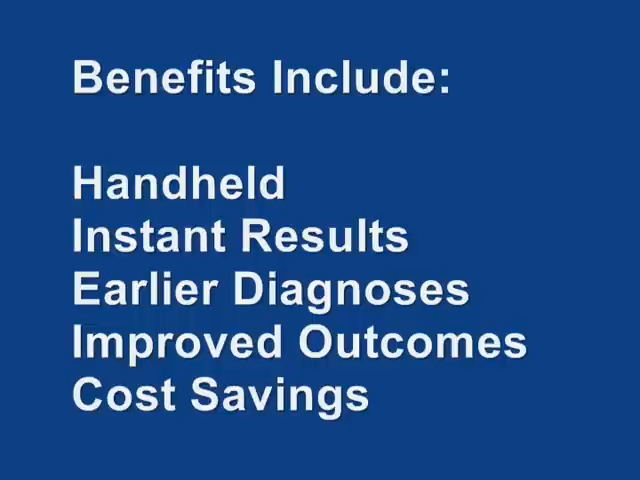 Benefits Include:
Handheld
Instant Results
Earlier Diagnoses
Improved Outcomes
Cost Savings